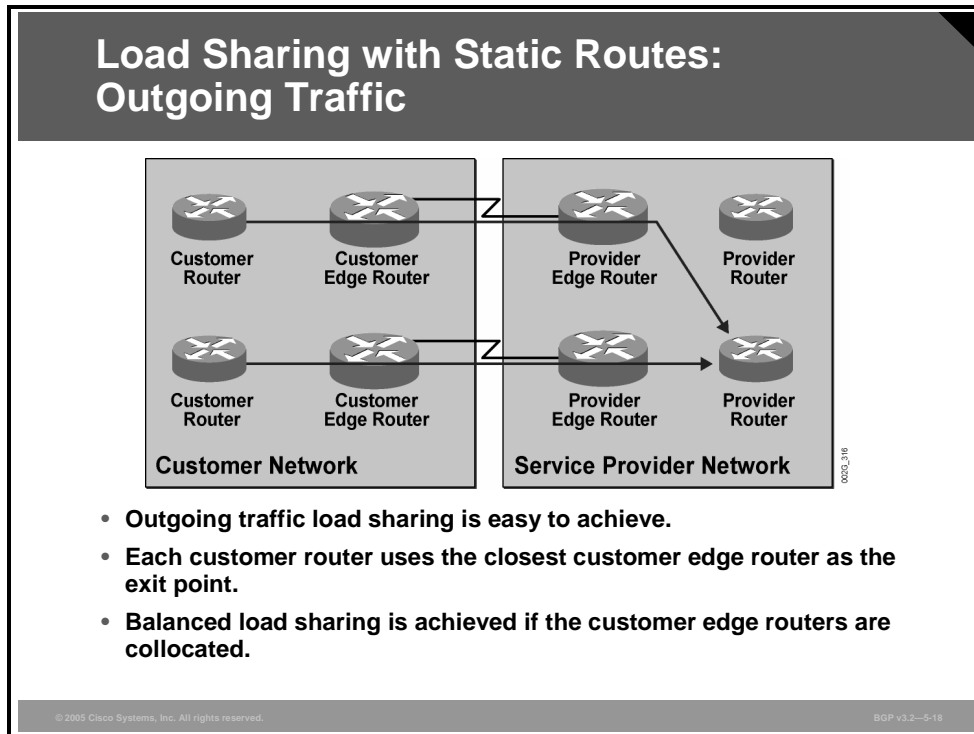 Load Sharing with Static Routes:
Outgoing Traffic
Customer
Router
Customer
Edge Router
Provider
Edge Router
Provider
Router
Customer
Router
Customer
Edge Router
Provider
Edge Router
Provider
Router
Customer Network
Service Provider Network
002G_316
• Outgoing traffic load sharing is easy to achieve.
• Each customer router uses the closest customer edge router as the
exit point.
• Balanced load sharing is achieved if the customer edge routers are
collocated.
© 2005 Cisco Systems, Inc. All rights reserved.
BGP v3.2—5-18